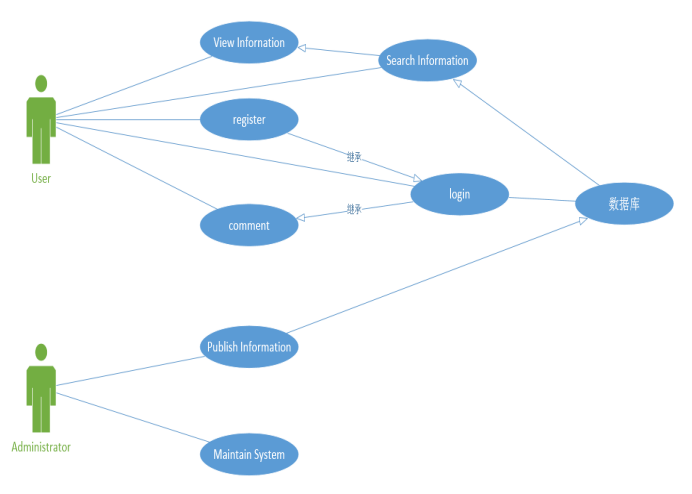 View Infornation
Search Information
register
继承
User
login
继承
数据库
comment
Publish Information
Administrator
Maintain System